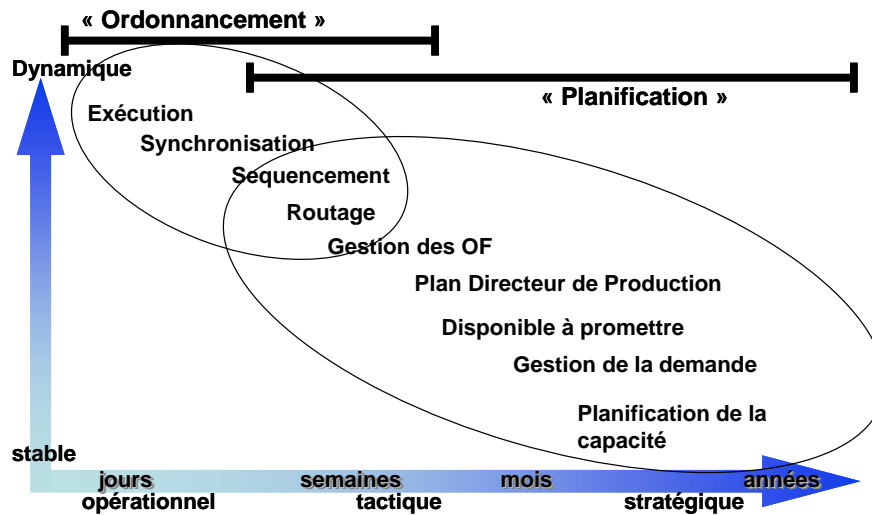 « Ordonnancement »
Dynamique
« Planification »
Exécution
Synchronisation
Sequencement
Routage
Gestion des OF
Plan Directeur de Production
Disponible à promettre
Gestion de la demande
Planification de la
capacité
stable
jours semaines mois années
opérationnel tactique stratégique